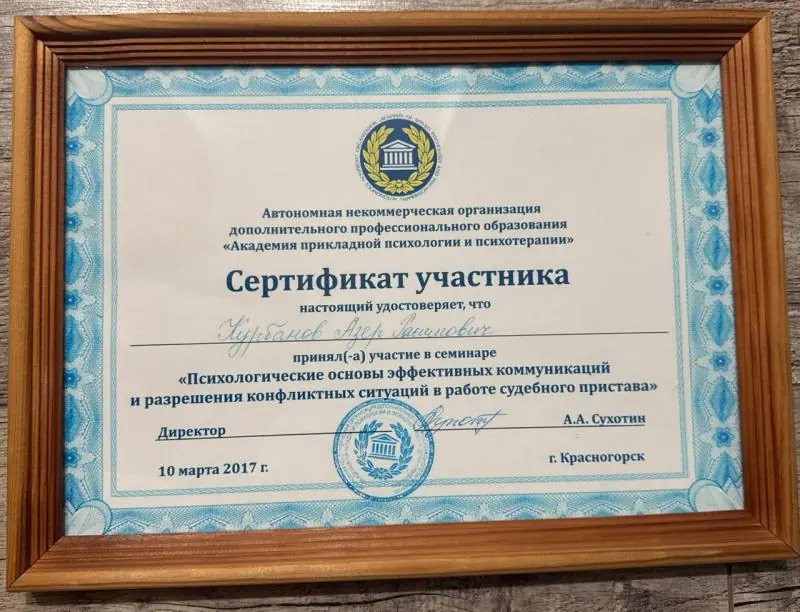 Автономная некоммерческая организация
дополнительного профессионального образования
«Академия прикладной психологии и психотерапии»
Сертификат участника
настоящий удостоверяет, что
Курбанов Азер
принял(-а) участие в семинаре
«Психологические основы эффективных коммуникаций
и разрешения конфликтных ситуаций в работе судебного пристава»
Директор А.А. Сухотин
10 марта 2017 г. г. Красногорск